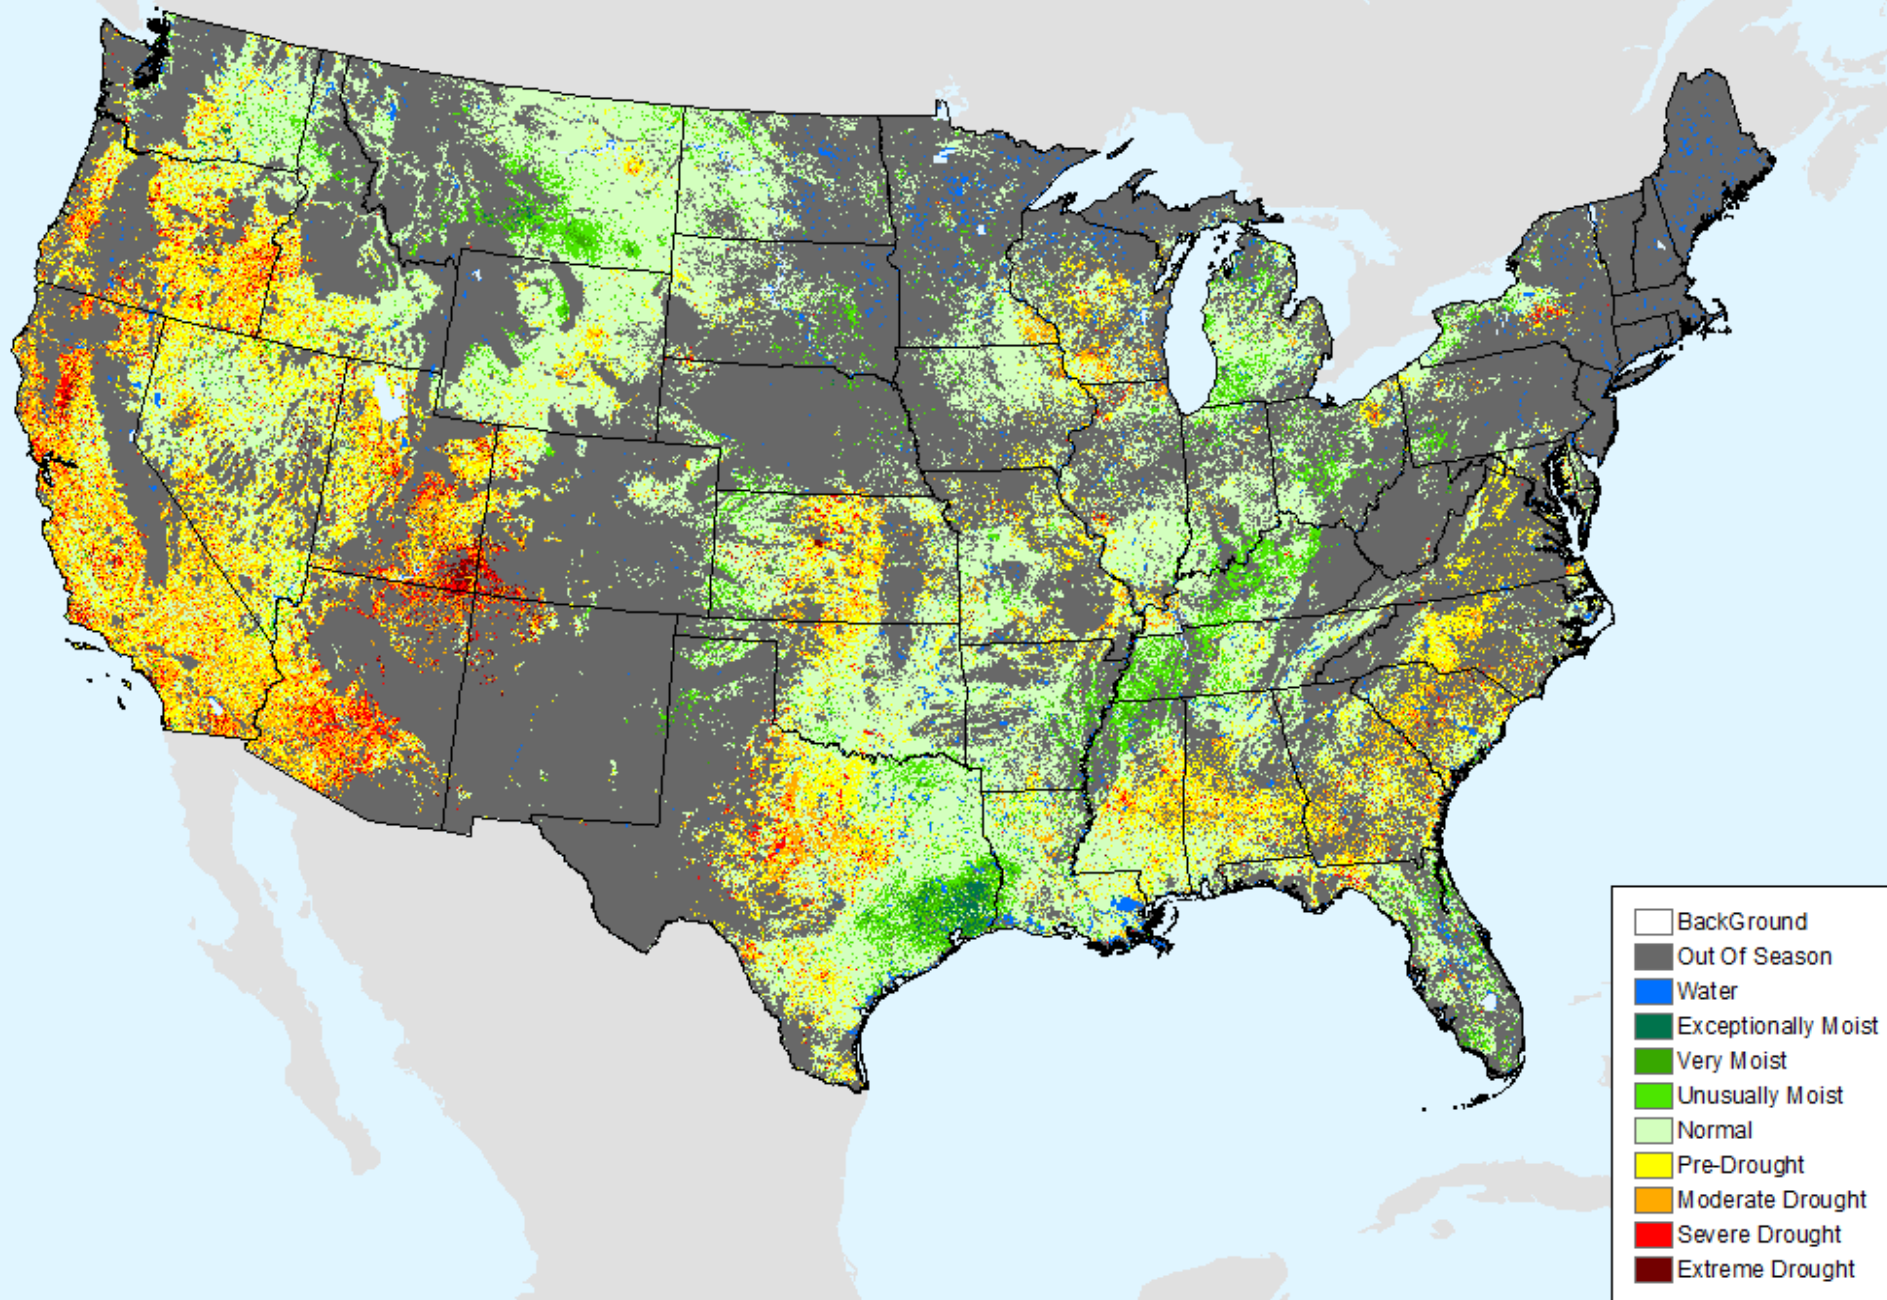 BackGround
Out Of Season
Water
Exceptionally Moist
Very Moist
Unusually Moist
Normal
Pre-Drought
Moderate Drought
Severe Drought
Extreme Drought